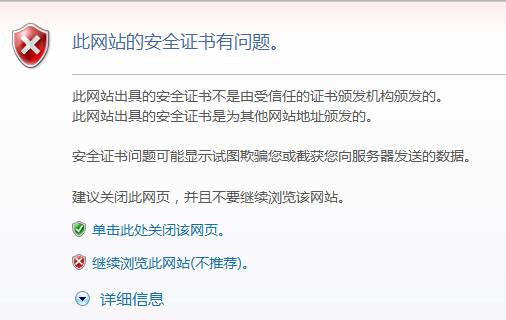 此网站的安全证书有问题。
此网站出具的安全证书不是由受信任的证书颁发机构颁发的。
此网站出具的安全证书是为其他网站地址颁发的。
安全证书问题可能显示试图欺骗您或截获您向服务器发送的数据。
建议关闭此网页，并且不要继续浏览该网站。
单击此处关闭该网页。
继续浏览此网站(不推荐)。
详细信息